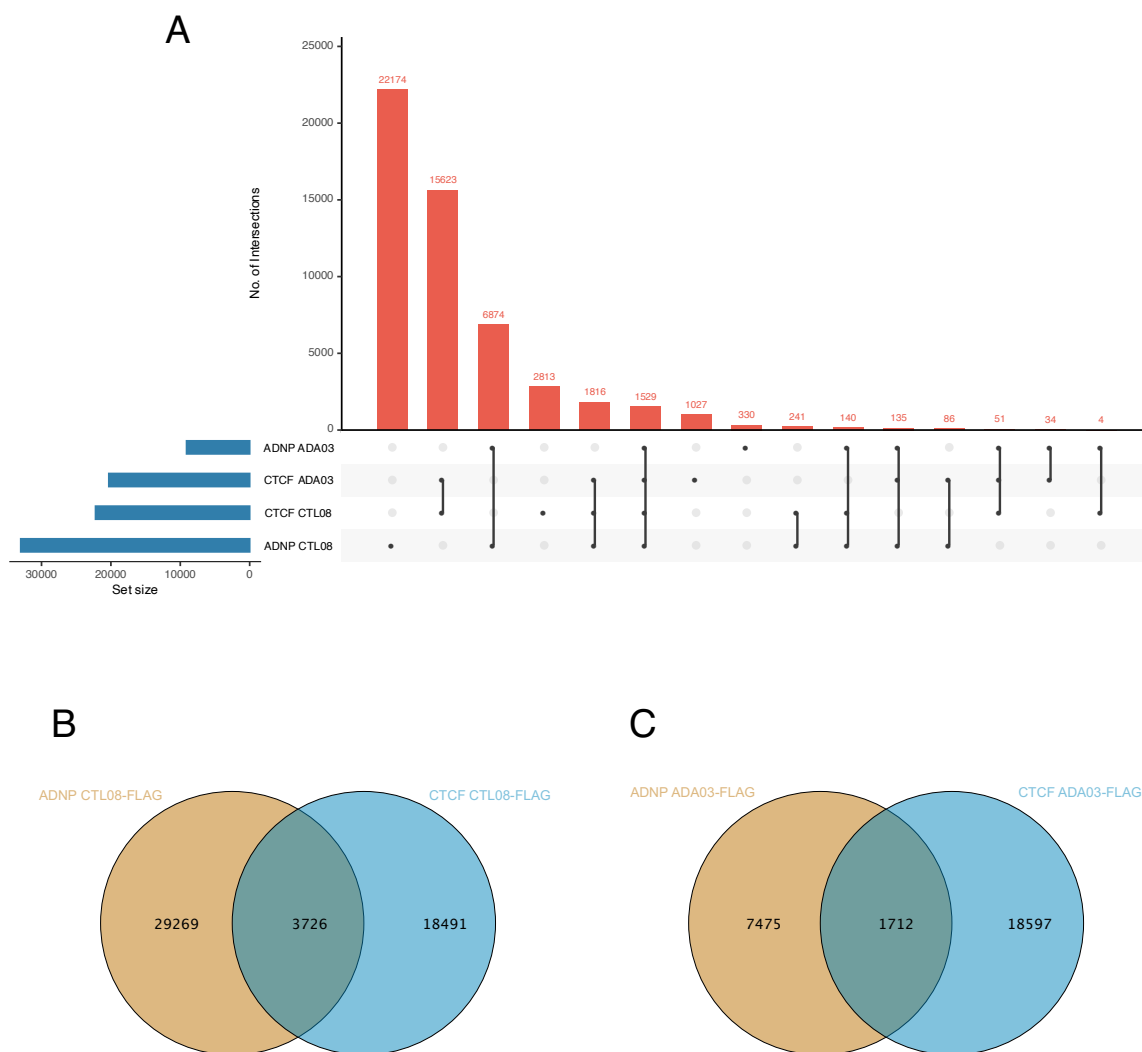 A
25000
20000
15000
10000
5000
0
No. of Intersections
22174
15623
6874
2813
1816
1529
1027
330
241
140
135
86
51
34
4
ADNP ADA03
CTCF ADA03
CTCF CTL08
ADNP CTL08
30000 20000 10000 0
Set size
B
ADNP CTL08-FLAG
CTCF CTL08-FLAG
29269 3726 18491
C
ADNP ADA03-FLAG
CTCF ADA03-FLAG
7475 1712 18597